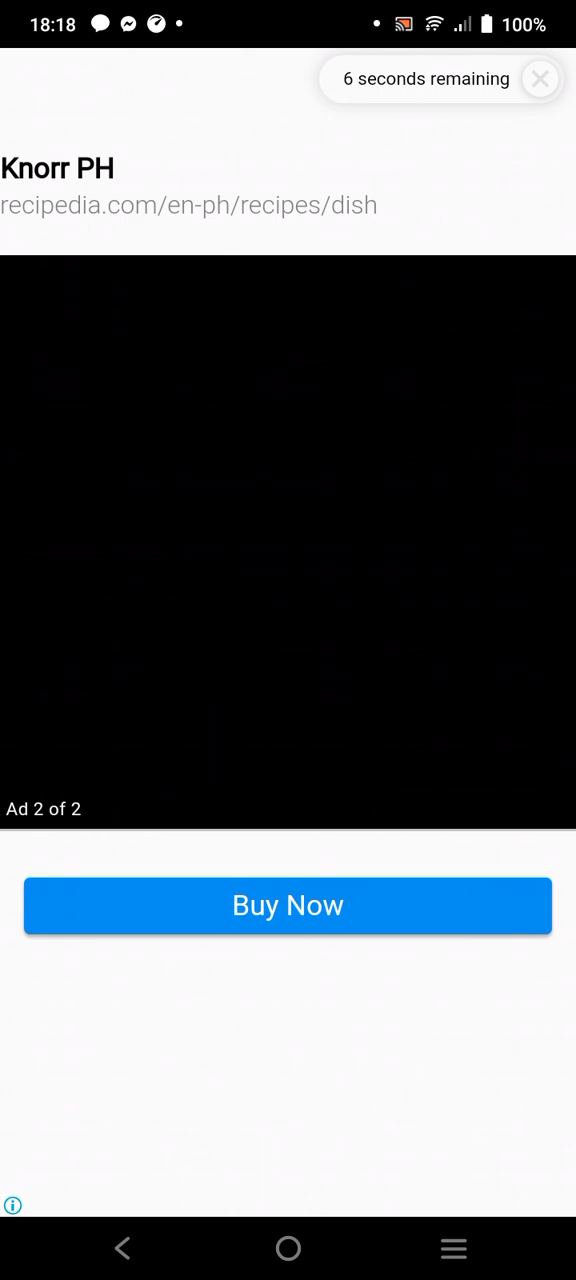 18:18
100%
6 seconds remaining
Knorr PH
recipedia.com/en-ph/recipes/dish
Ad 2 of 2
Buy Now